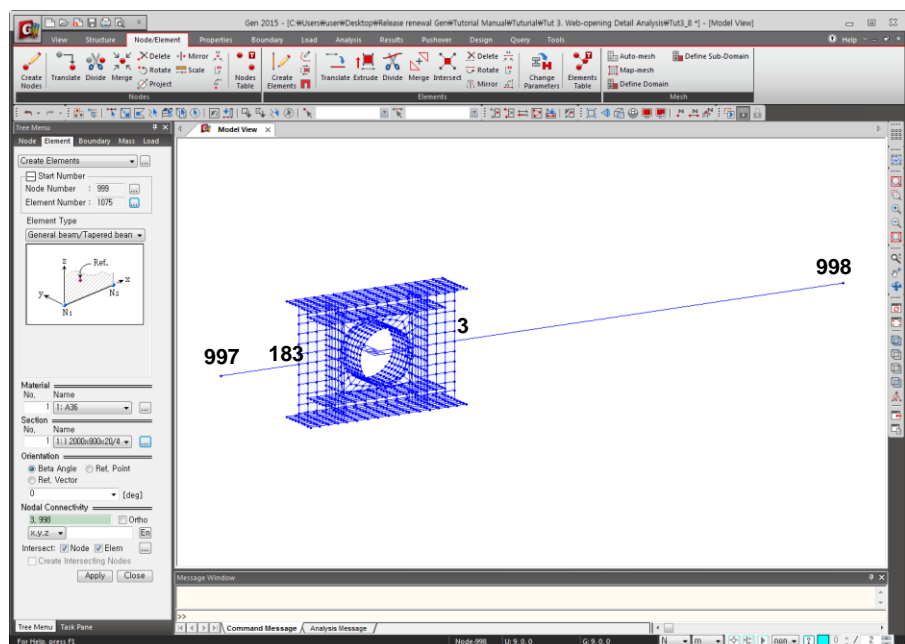 Gen 2015 - [C:₩Users₩user₩Desktop₩Release renewal Gen₩Tutorial Manual₩Tuturial₩Tut 3. Web-opening Detail Analysis₩Tut3_8 *] - [Model View]
View Structure Node/Element Properties Boundary Load Analysis Results Pushover Design Query Tools Help
Create Nodes Translate Divide Merge Delete Rotate Project Mirror Scale Nodes Table
Create Elements Translate Extrude Divide Merge Intersect Delete Rotate Mirror Change Parameters Elements Table
Auto-mesh Map-mesh Define Domain Define Sub-Domain
Nodes Elements Mesh
Tree Menu
Model View
Node Element Boundary Mass Load
Create Elements
Start Number
Node Number : 999
Element Number : 1075
Element Type
General beam/Tapered bean
z Ref. x y N1 N2
998
3
183
997
Material
No. Name
1 1: A36
Section
No. Name
1 1: I 2000x800x20/4
Orientation
Beta Angle Ref. Point
Ref. Vector
0 [deg]
Nodal Connectivity
3, 998 Ortho
x,y,z En
Intersect: Node Elem
Create Intersecting Nodes
Apply Close
Message Window
>>
Tree Menu Task Pane
Command Message Analysis Message
For Help, press F1
Node-998 U: 9, 0, 0 G: 9, 0, 0 N m non 0 / 2